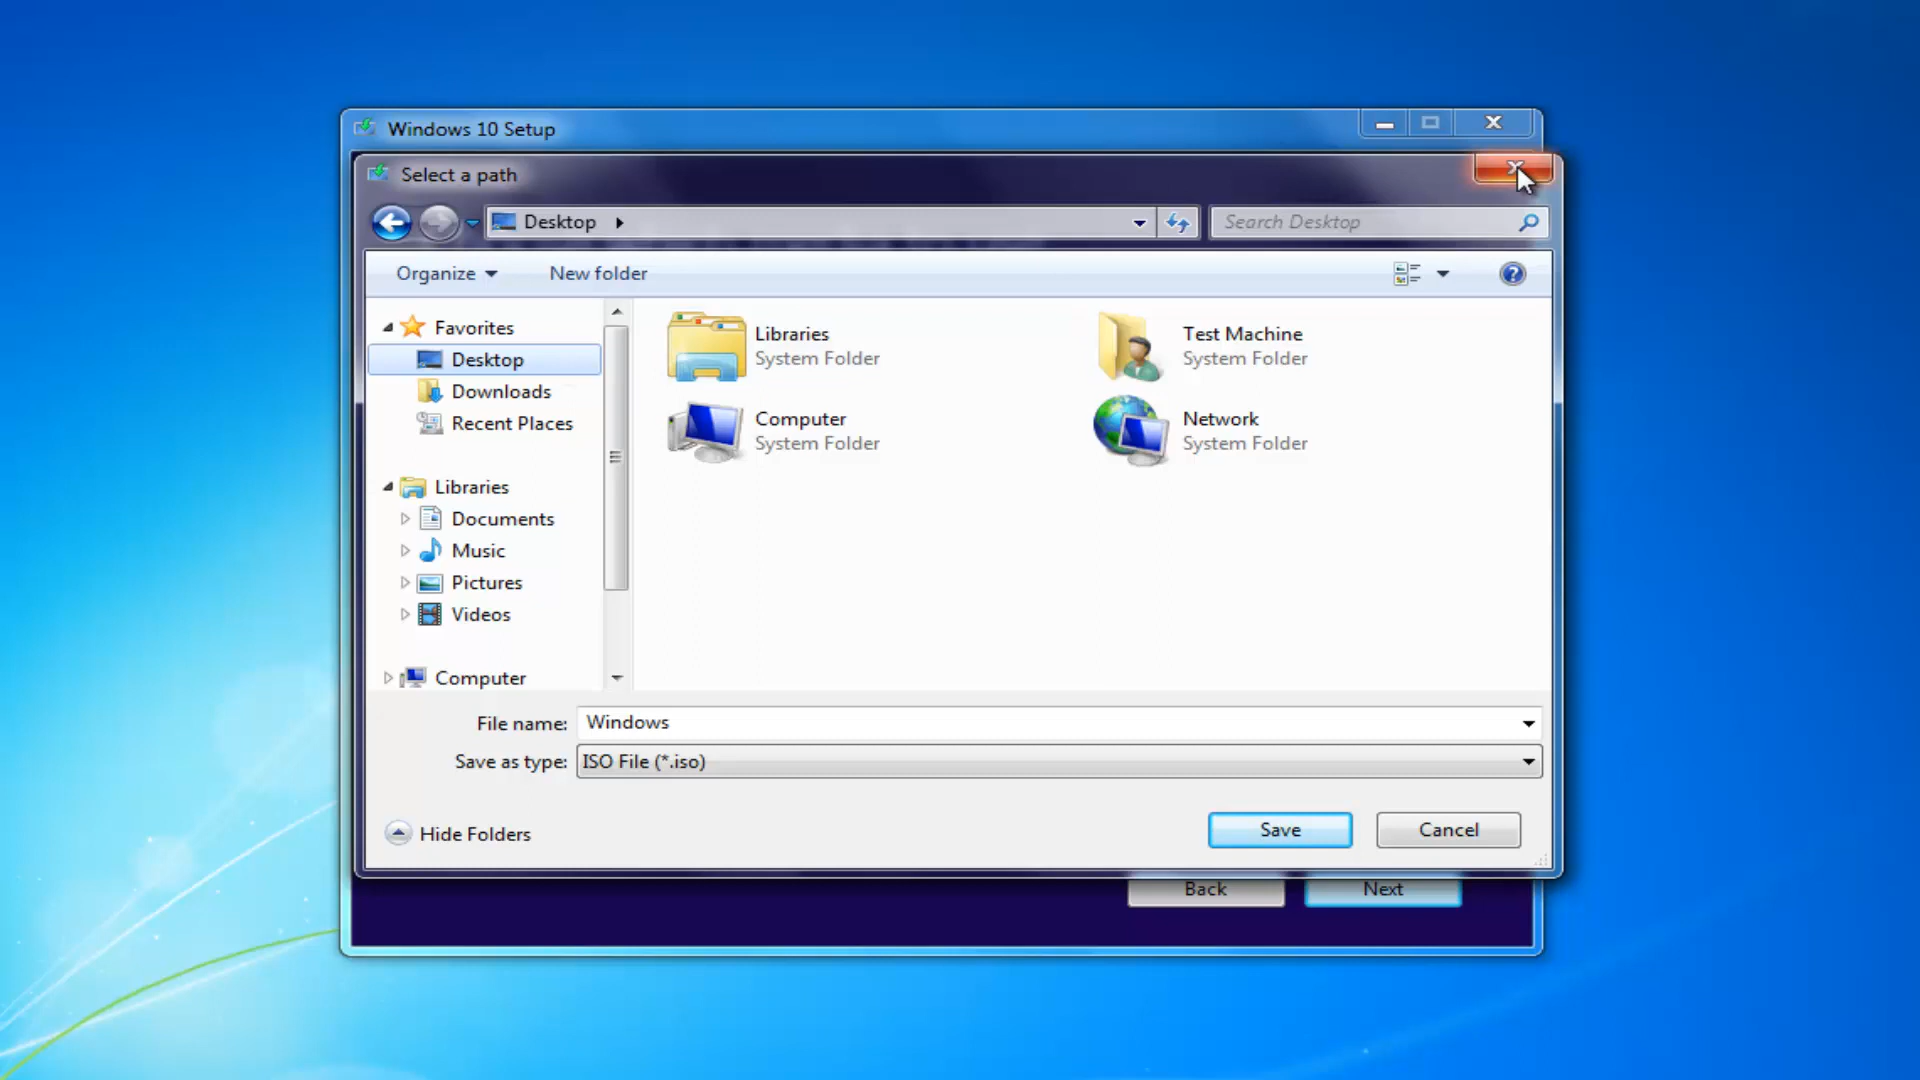 Windows 10 Setup
Select a path
Desktop
Search Desktop
Organize
New folder
Favorites
Desktop
Downloads
Recent Places
Libraries
Documents
Music
Pictures
Videos
Computer
Libraries
System Folder
Test Machine
System Folder
Computer
System Folder
Network
System Folder
File name: Windows
Save as type: ISO File (*.iso)
Hide Folders
Save
Cancel
Back
Next